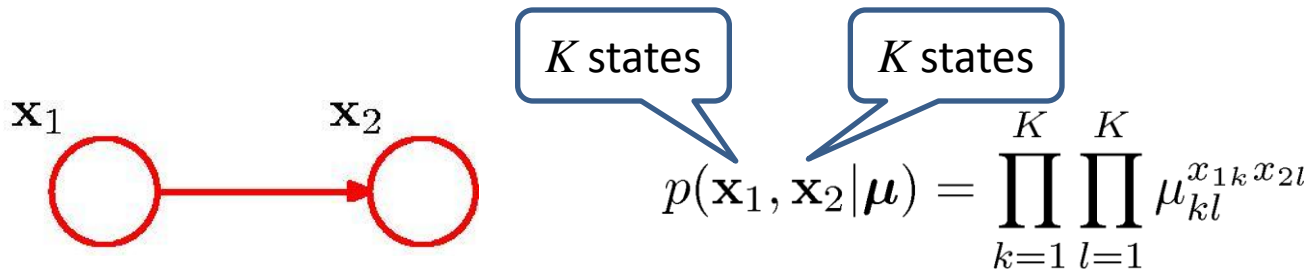 K states
K states
x₁
x₂
p(x₁, x₂|μ) = ∏_{k=1}^{K} ∏_{l=1}^{K} μ_{kl}^{x_{1k} x_{2l}}